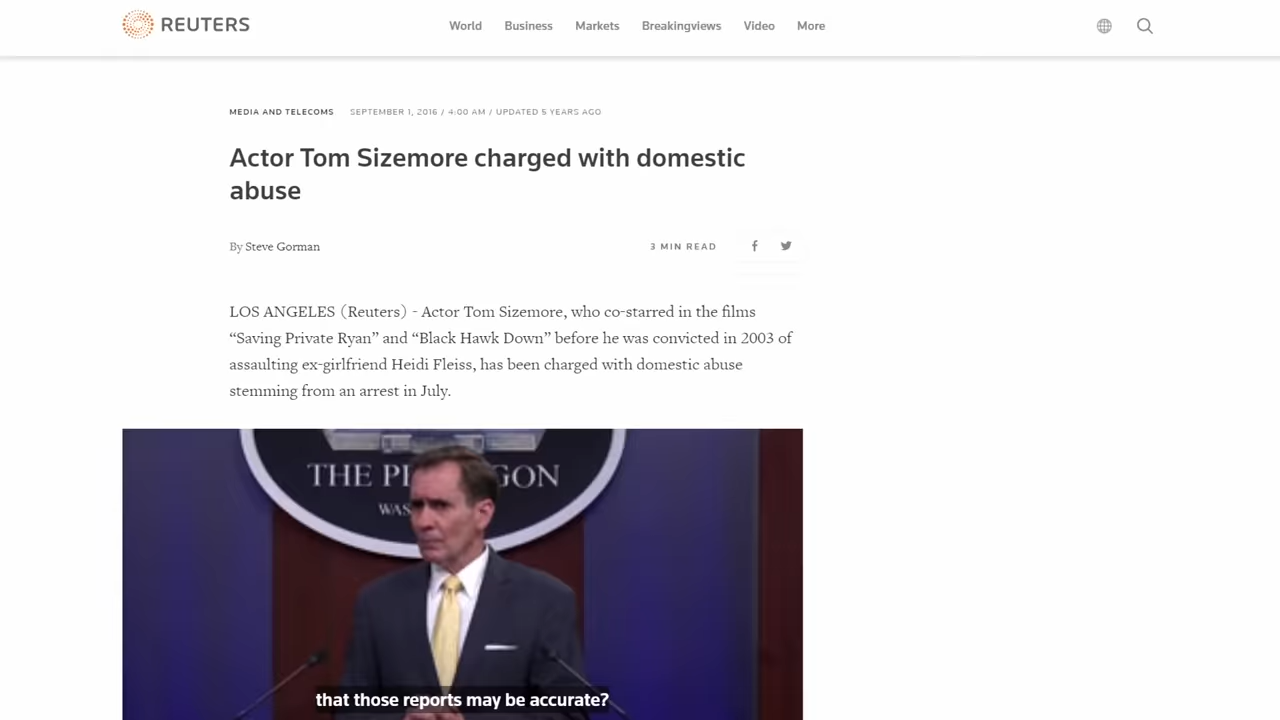 REUTERS
World Business Markets Breakingviews Video More
MEDIA AND TELECOMS SEPTEMBER 1, 2016 / 4:00 AM / UPDATED 5 YEARS AGO
Actor Tom Sizemore charged with domestic
abuse
By Steve Gorman
3 MIN READ
LOS ANGELES (Reuters) - Actor Tom Sizemore, who co-starred in the films
“Saving Private Ryan” and “Black Hawk Down” before he was convicted in 2003 of
assaulting ex-girlfriend Heidi Fleiss, has been charged with domestic abuse
stemming from an arrest in July.
THE PE GON
WAS
that those reports may be accurate?